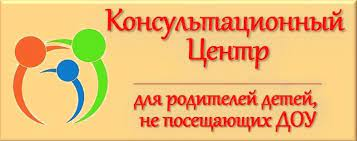 Консультационный
Центр
для родителей детей,
не посещающих ДОУ